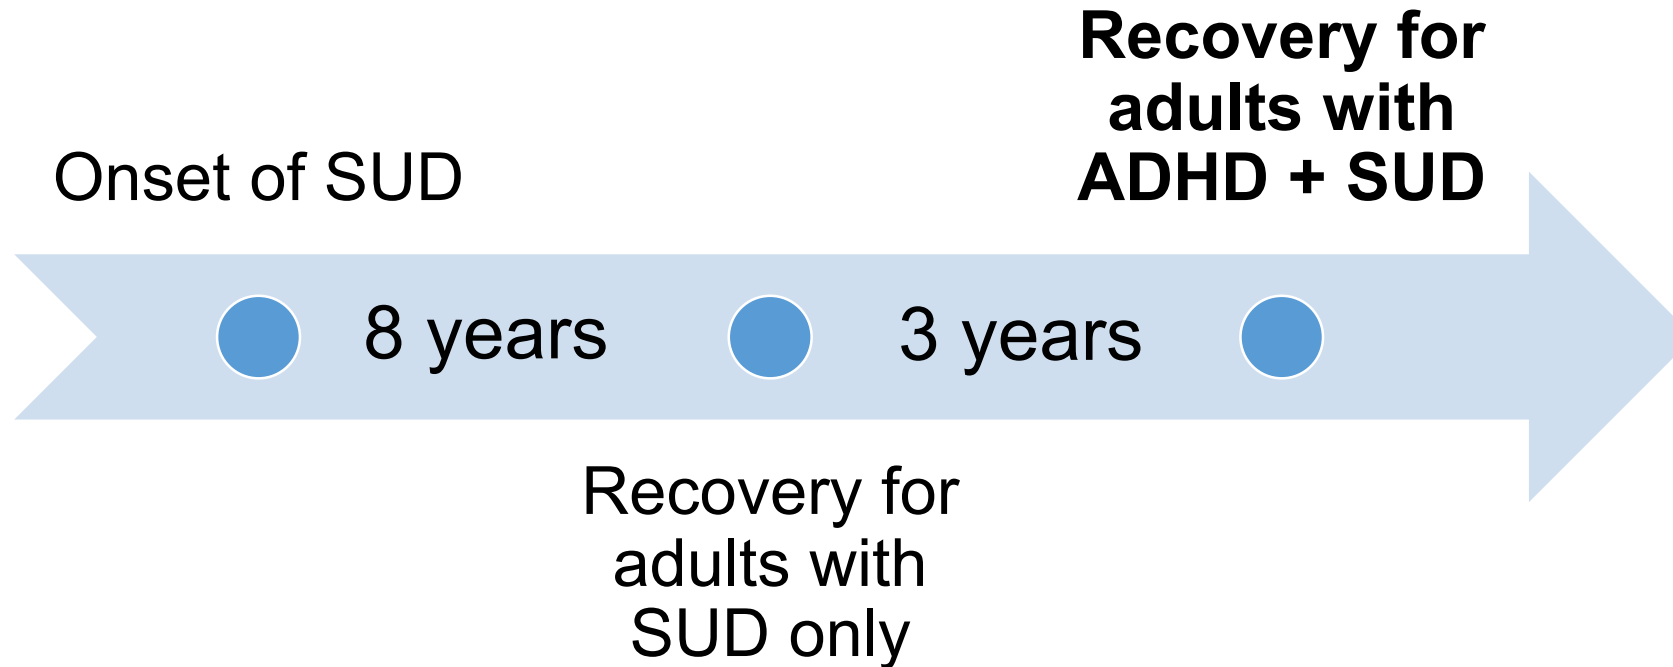 Recovery for
adults with
ADHD + SUD
Onset of SUD
8 years
3 years
Recovery for
adults with
SUD only